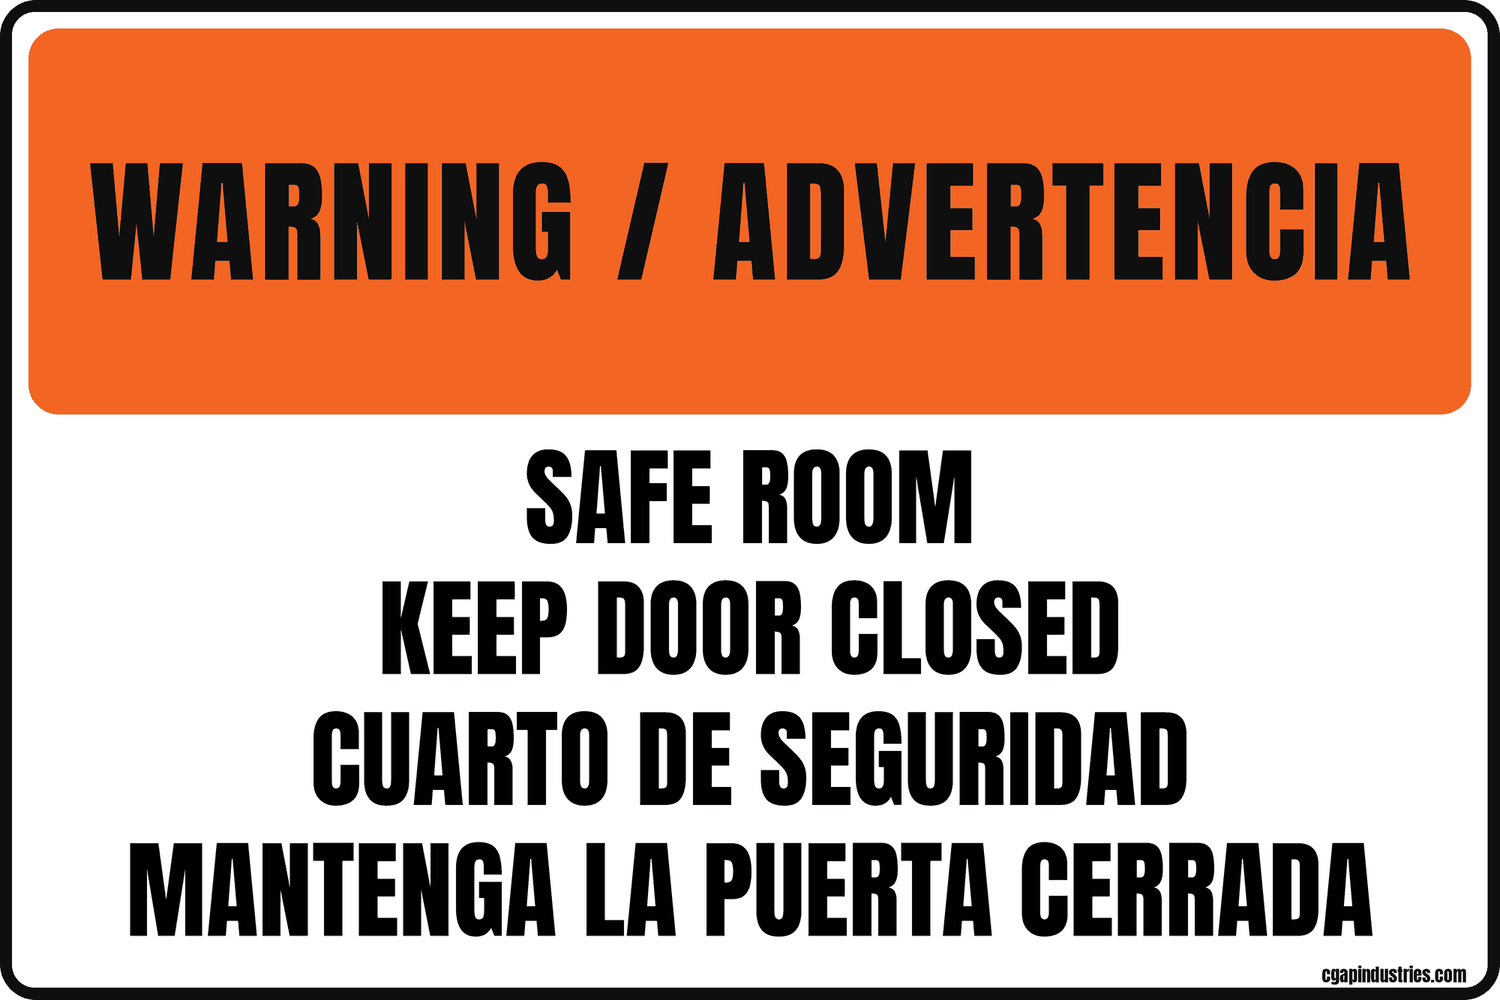 WARNING / ADVERTENCIA
SAFE ROOM
KEEP DOOR CLOSED
CUARTO DE SEGURIDAD
MANTENGA LA PUERTA CERRADA
cgapindustries.com